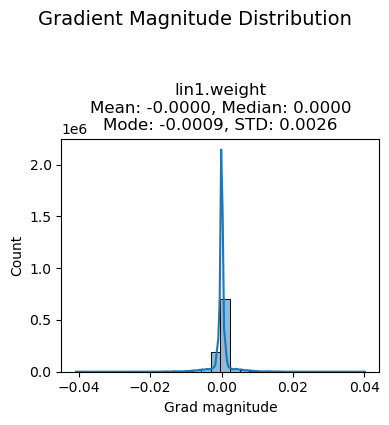 Gradient Magnitude Distribution
lin1.weight
Mean: -0.0000, Median: 0.0000
Mode: -0.0009, STD: 0.0026
1e6
2.0
1.5
1.0
0.5
0.0
Count
−0.04 −0.02 0.00 0.02 0.04
Grad magnitude